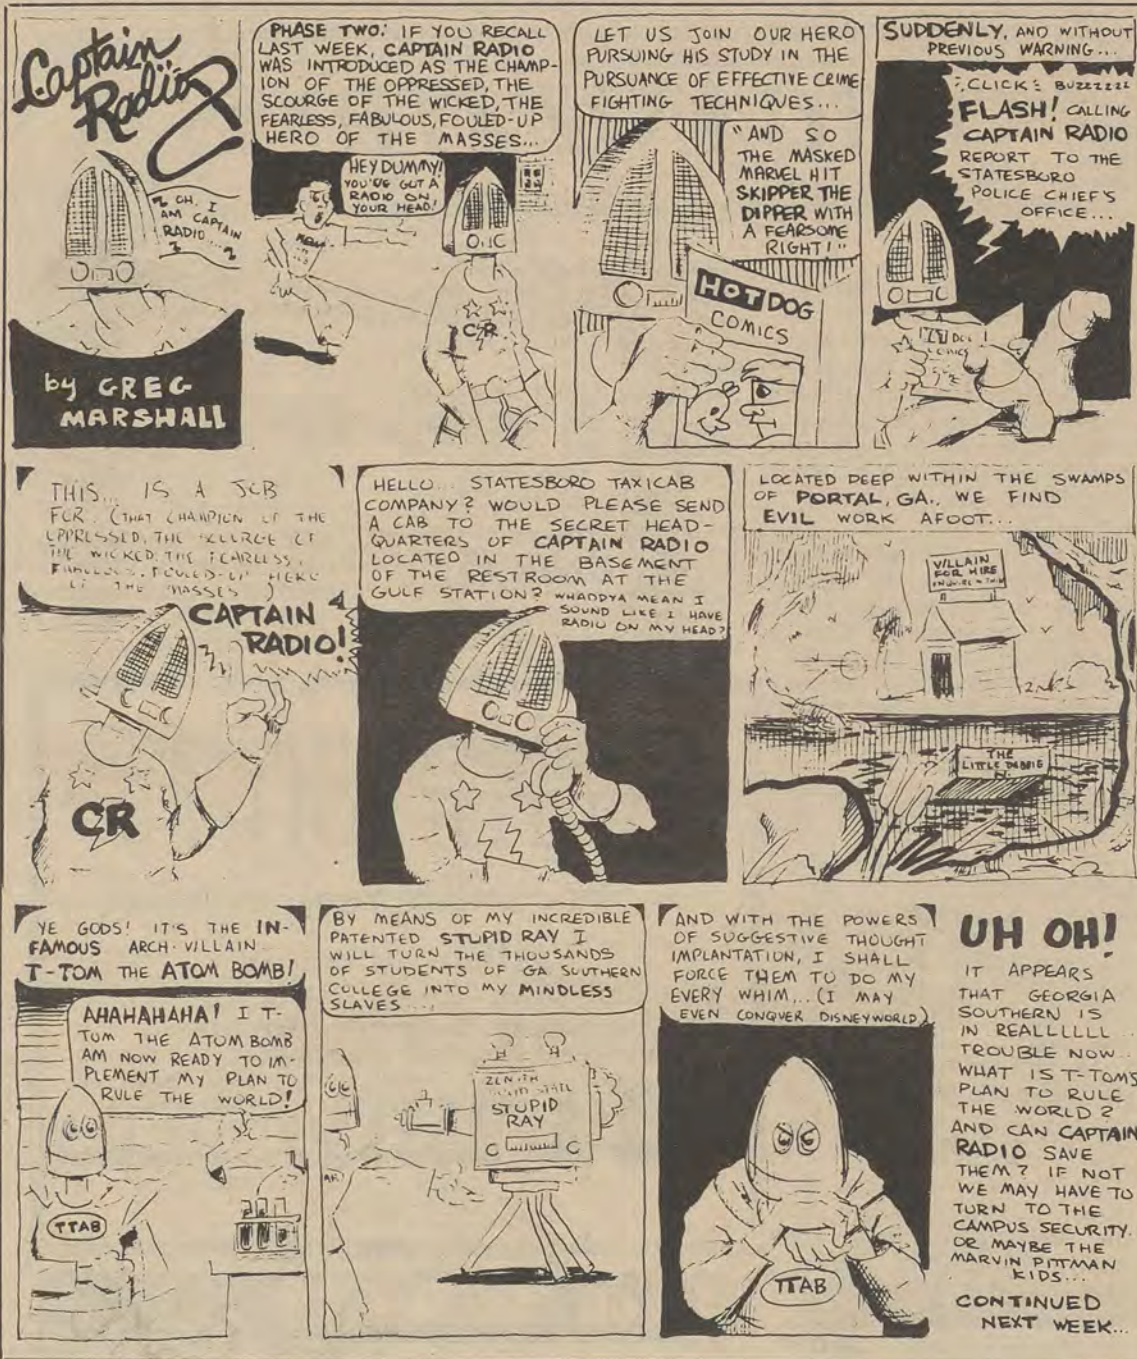 Captain
Radio
OH, I
AM CAPTAIN
RADIO...
by GREG
MARSHALL
PHASE TWO: IF YOU RECALL
LAST WEEK, CAPTAIN RADIO
WAS INTRODUCED AS THE CHAMP-
ION OF THE OPPRESSED, THE
SCOURGE OF THE WICKED, THE
FEARLESS, FABULOUS, FOULED-UP
HERO OF THE MASSES...
HEY DUMMY!
YOU'VE GOT A
RADIO ON
YOUR HEAD!
CR
LET US JOIN OUR HERO
PURSUING HIS STUDY IN THE
PURSUANCE OF EFFECTIVE CRIME
FIGHTING TECHNIQUES...
"AND SO
THE MASKED
MARVEL HIT
SKIPPER THE
DIPPER WITH
A FEARSOME
RIGHT!"
HOT DOG
COMICS
SUDDENLY, AND WITHOUT
PREVIOUS WARNING...
CLICK: BUZZZZZZ
FLASH! CALLING
CAPTAIN RADIO
REPORT TO THE
STATESBORO
POLICE CHIEF'S
OFFICE...
THIS... IS A JOB
FOR (THAT CHAMPION OF THE
OPPRESSED, THE SCOURGE OF
THE WICKED, THE FEARLESS,
FABULOUS, FOULED-UP HERO
OF THE MASSES)
CAPTAIN
RADIO!
CR
HELLO... STATESBORO TAXICAB
COMPANY? WOULD PLEASE SEND
A CAB TO THE SECRET HEAD-
QUARTERS OF CAPTAIN RADIO
LOCATED IN THE BASEMENT
OF THE RESTROOM AT THE
GULF STATION? WHADDYA MEAN I
SOUND LIKE I HAVE
RADIO ON MY HEAD?
LOCATED DEEP WITHIN THE SWAMPS
OF PORTAL, GA., WE FIND
EVIL WORK AFOOT...
VILLAIN
FOR HIRE
THE
LITTLE DEBBIE
YE GODS! IT'S THE IN-
FAMOUS ARCH-VILLAIN
T-TOM THE ATOM BOMB!
AHAHAHAHA! I T-
TOM THE ATOM BOMB
AM NOW READY TO IM-
PLEMENT MY PLAN TO
RULE THE WORLD!
TTAB
BY MEANS OF MY INCREDIBLE
PATENTED STUPID RAY I
WILL TURN THE THOUSANDS
OF STUDENTS OF GA SOUTHERN
COLLEGE INTO MY MINDLESS
SLAVES....
ZENITH
SOLID STATE
STUPID
RAY
AND WITH THE POWERS
OF SUGGESTIVE THOUGHT
IMPLANTATION, I SHALL
FORCE THEM TO DO MY
EVERY WHIM... (I MAY
EVEN CONQUER DISNEYWORLD)
TTAB
UH OH!
IT APPEARS
THAT GEORGIA
SOUTHERN IS
IN REALLLLLL
TROUBLE NOW...
WHAT IS T-TOM'S
PLAN TO RULE
THE WORLD?
AND CAN CAPTAIN
RADIO SAVE
THEM? IF NOT
WE MAY HAVE TO
TURN TO THE
CAMPUS SECURITY.
OR MAYBE THE
MARVIN PITTMAN
KIDS...
CONTINUED
NEXT WEEK...